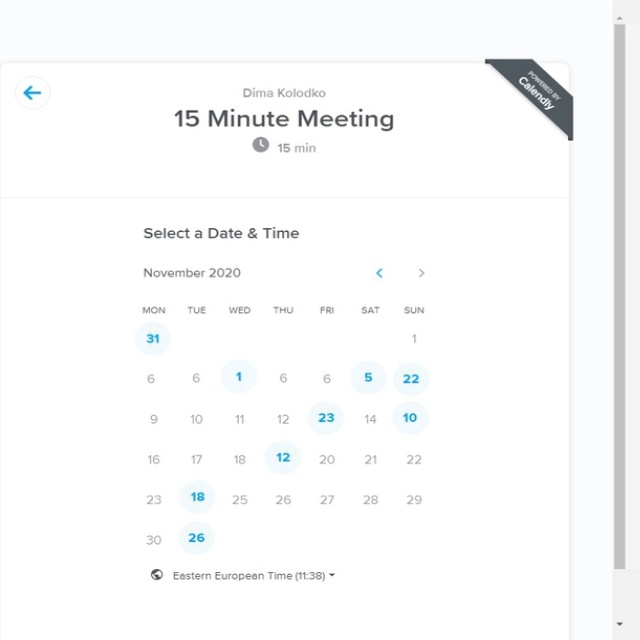 POWERED BY
Calendly
Dima Kolodko
15 Minute Meeting
15 min
Select a Date & Time
November 2020
MON TUE WED THU FRI SAT SUN
31 1
6 6 1 6 6 5 22
9 10 11 12 23 14 10
16 17 18 12 20 21 22
23 18 25 26 27 28 29
30 26
Eastern European Time (11:38)